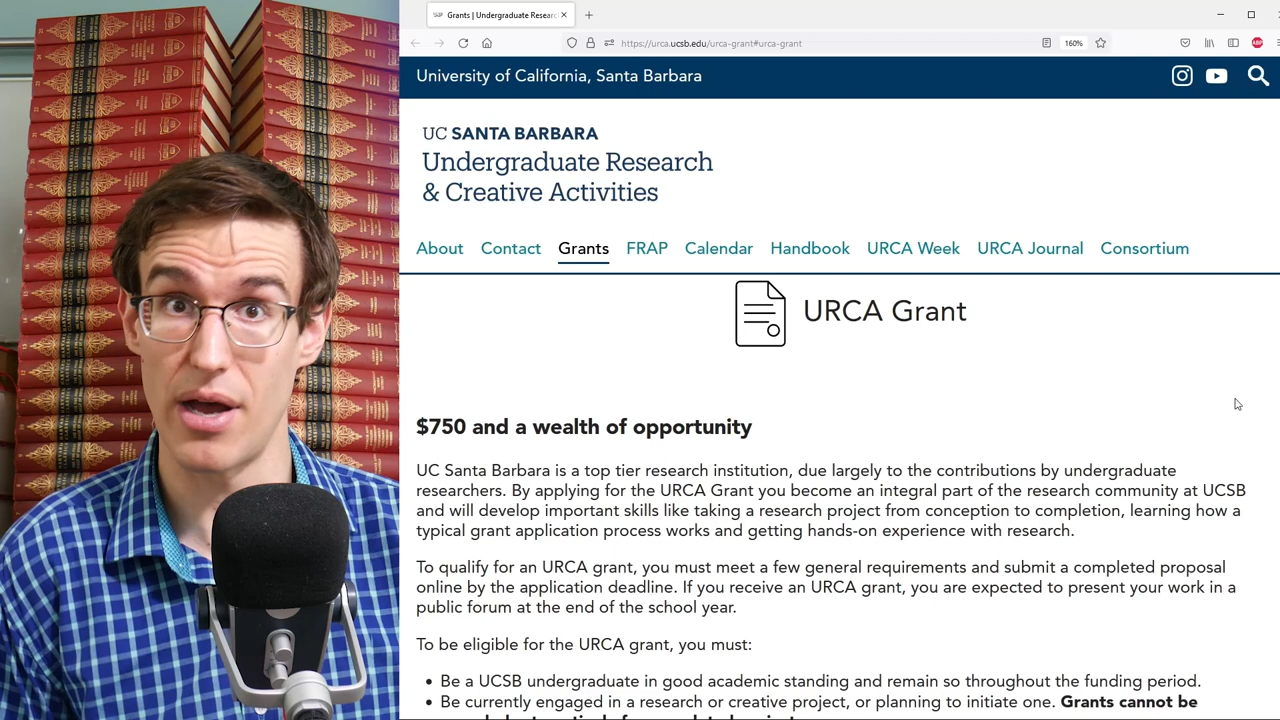 Grants | Undergraduate Researc
https://urca.ucsb.edu/urca-grant#urca-grant
160%
ABP
University of California, Santa Barbara
UC SANTA BARBARA
Undergraduate Research
& Creative Activities
About Contact Grants FRAP Calendar Handbook URCA Week URCA Journal Consortium
URCA Grant
$750 and a wealth of opportunity
UC Santa Barbara is a top tier research institution, due largely to the contributions by undergraduate
researchers. By applying for the URCA Grant you become an integral part of the research community at UCSB
and will develop important skills like taking a research project from conception to completion, learning how a
typical grant application process works and getting hands-on experience with research.
To qualify for an URCA grant, you must meet a few general requirements and submit a completed proposal
online by the application deadline. If you receive an URCA grant, you are expected to present your work in a
public forum at the end of the school year.
To be eligible for the URCA grant, you must:
• Be a UCSB undergraduate in good academic standing and remain so throughout the funding period.
• Be currently engaged in a research or creative project, or planning to initiate one. Grants cannot be